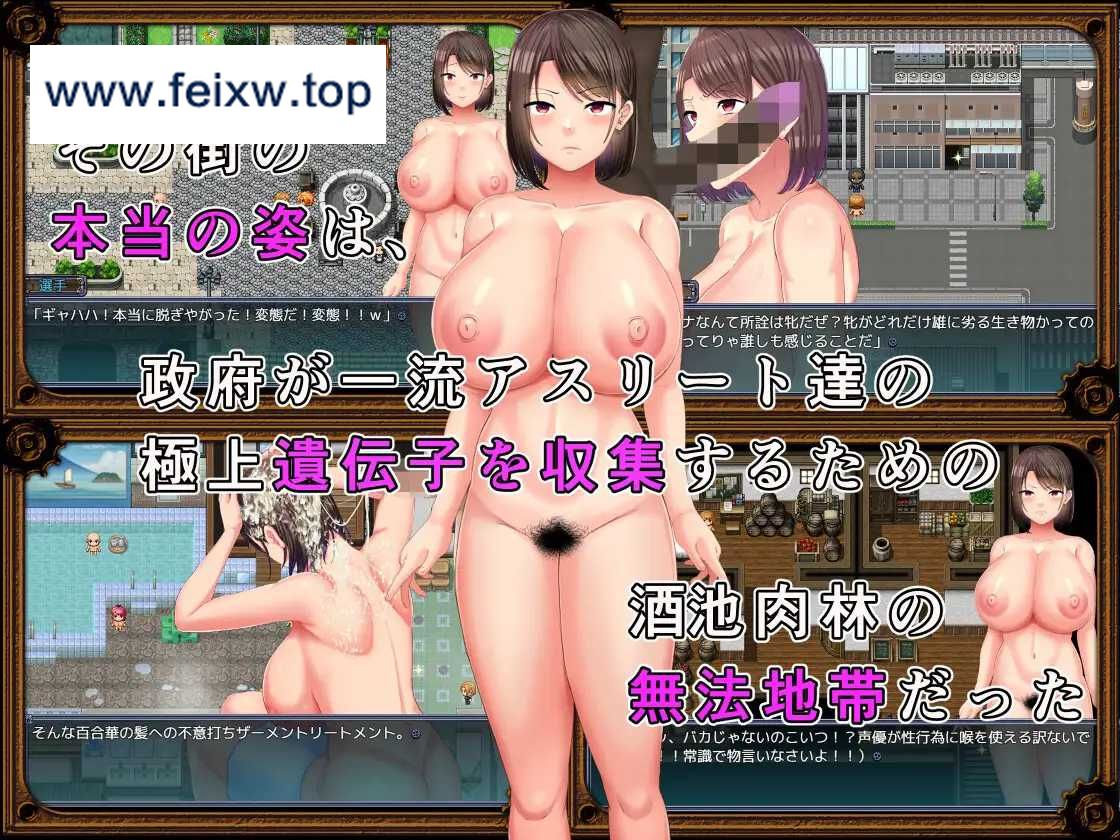 www.feixw.top
その街の
本当の姿は、
選手
「ギャハハ！本当に脱ぎやがった！変態だ！変態！！ｗ」
ナなんて所詮は牝だぜ？牝がどれだけ雄に劣る生き物かっての
ってりゃ誰しも感じることだ」
政府が一流アスリート達の
極上遺伝子を収集するための
酒池肉林の
無法地帯だった
そんな百合華の髪への不意打ちザーメントリートメント。
ッ、バカじゃないのこいつ！？声優が性行為に喉を使える訳ないで
！！常識で物言いなさいよ！！）